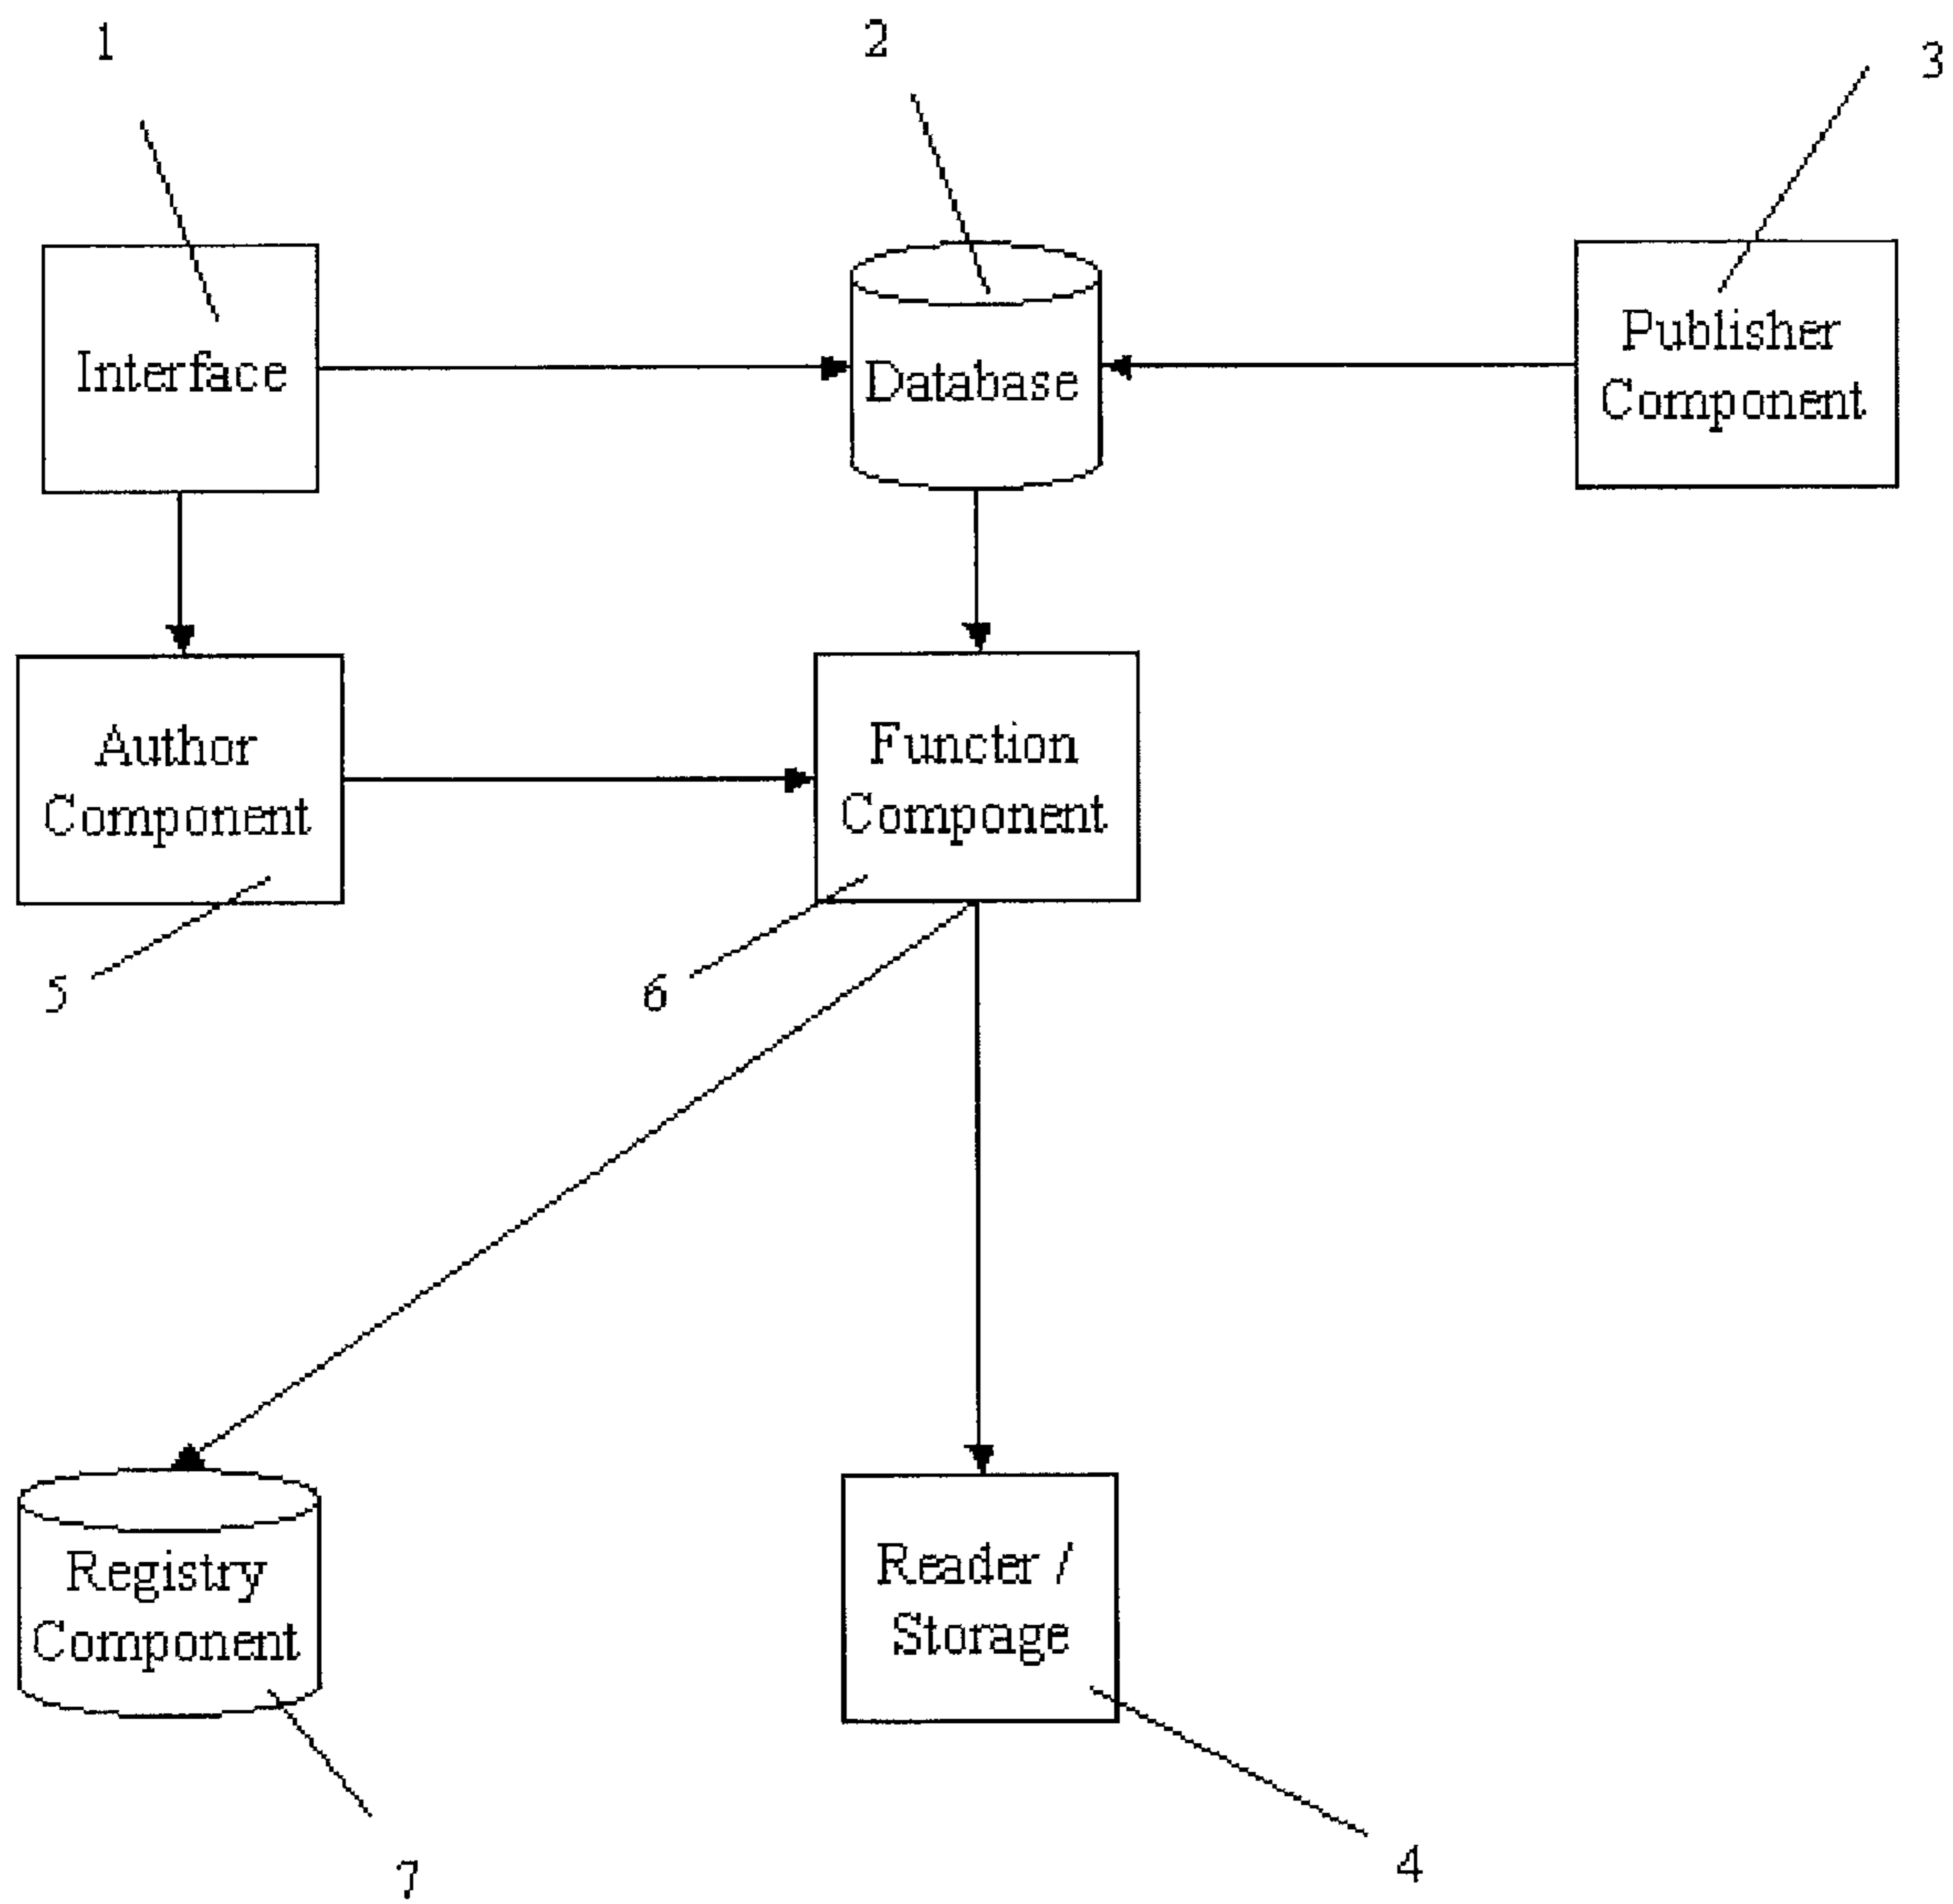 1
2
3
Interface
Database
Publisher
Component
Author
Component
Function
Component
5
6
Registry
Component
Reader /
Storage
7
4